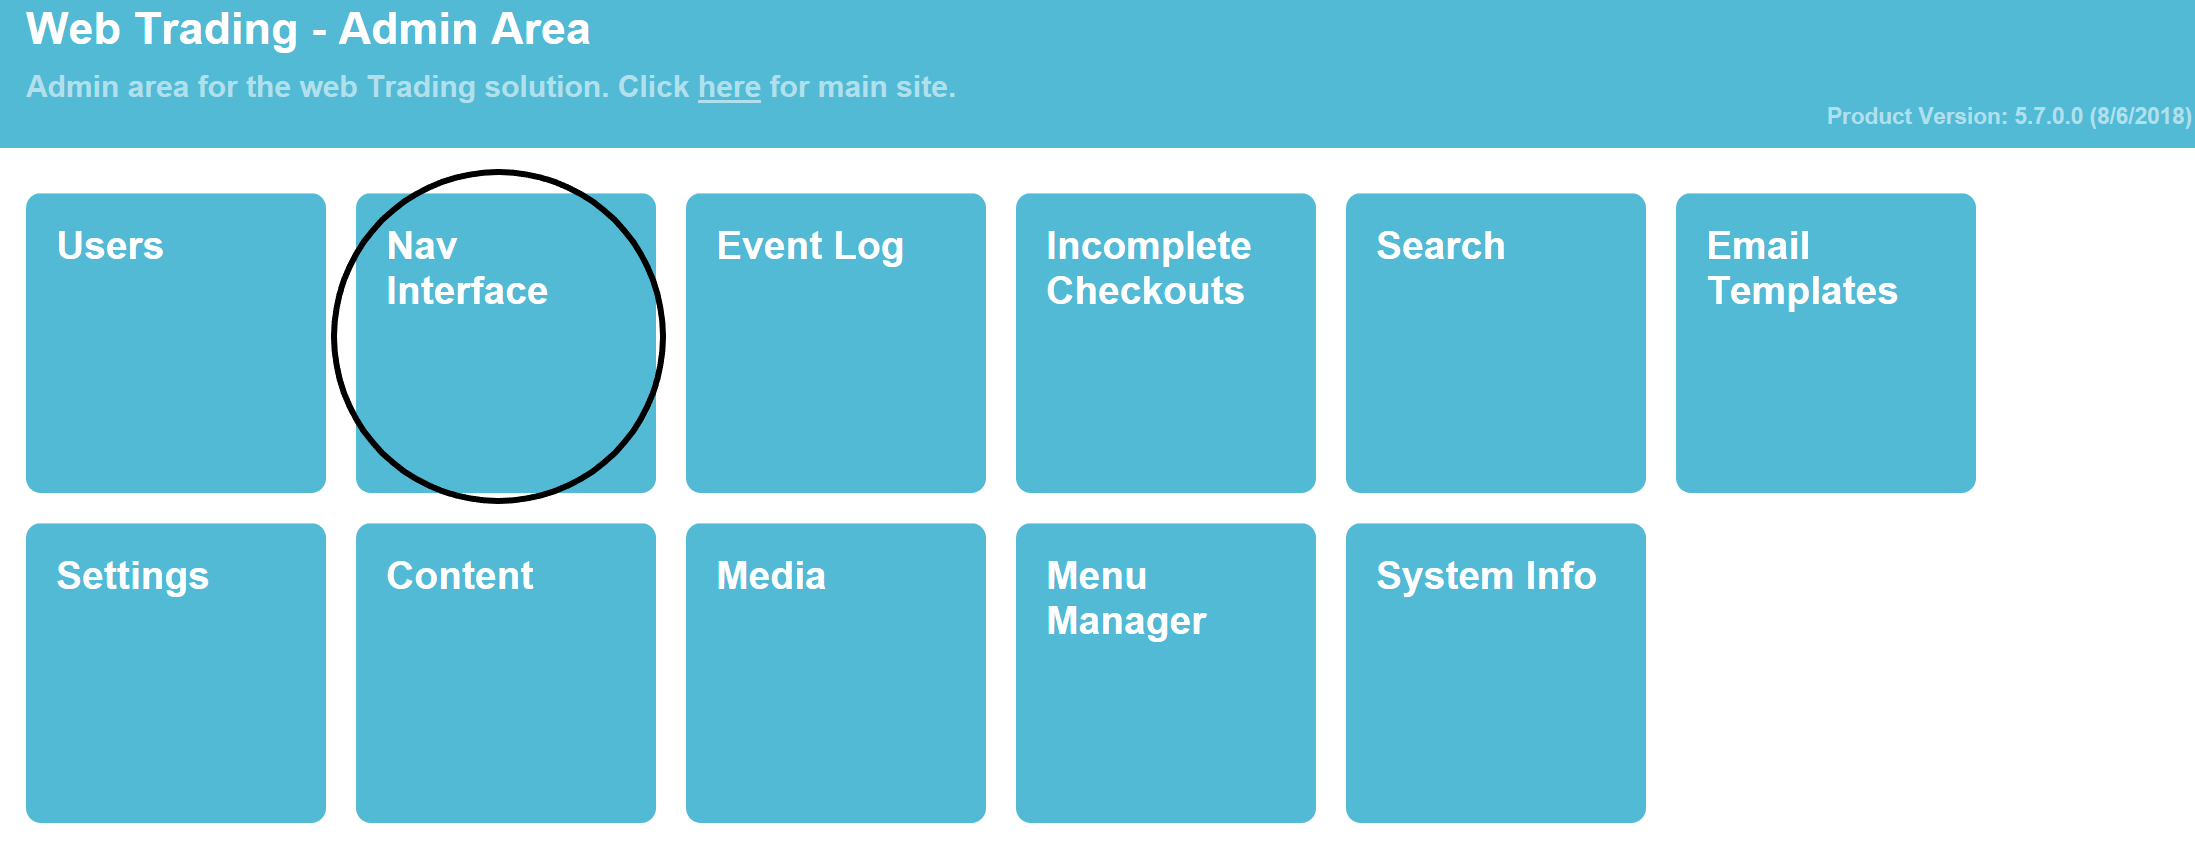 Web Trading - Admin Area
Admin area for the web Trading solution. Click here for main site.
Product Version: 5.7.0.0 (8/6/2018)
Users
Nav
Interface
Event Log
Incomplete
Checkouts
Search
Email
Templates
Settings
Content
Media
Menu
Manager
System Info